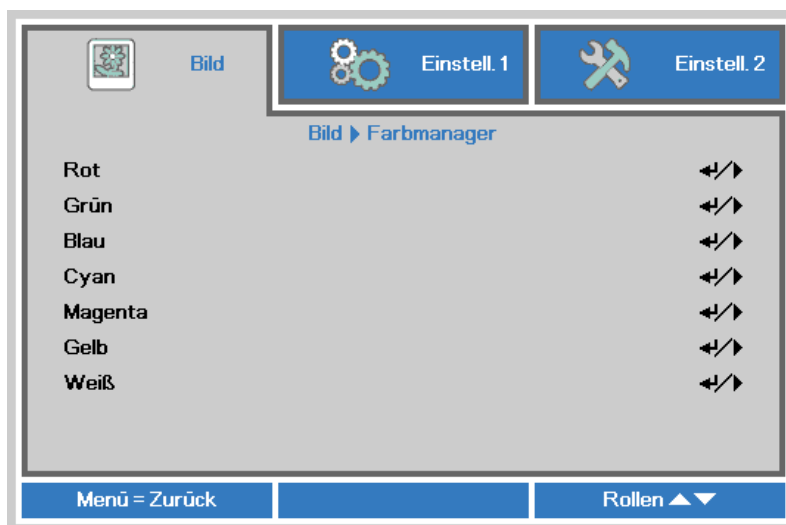 Bild
Einstell. 1
Einstell. 2
Bild ▶ Farbmanager
Rot
Grün
Blau
Cyan
Magenta
Gelb
Weiß
Menü = Zurück
Rollen ▲▼